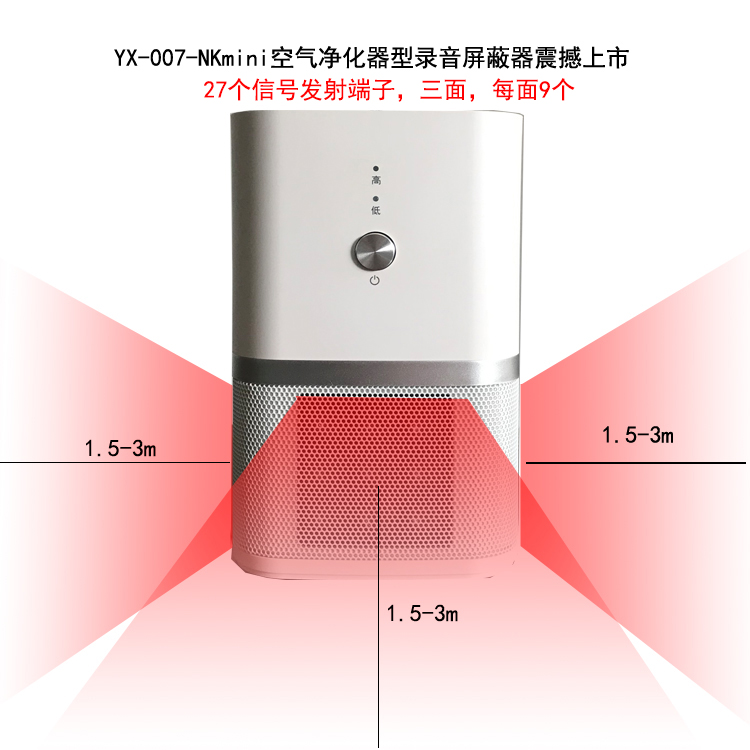 YX-007-NKmini空气净化器型录音屏蔽器震撼上市
27个信号发射端子，三面，每面9个
高
低
1.5-3m
1.5-3m
1.5-3m